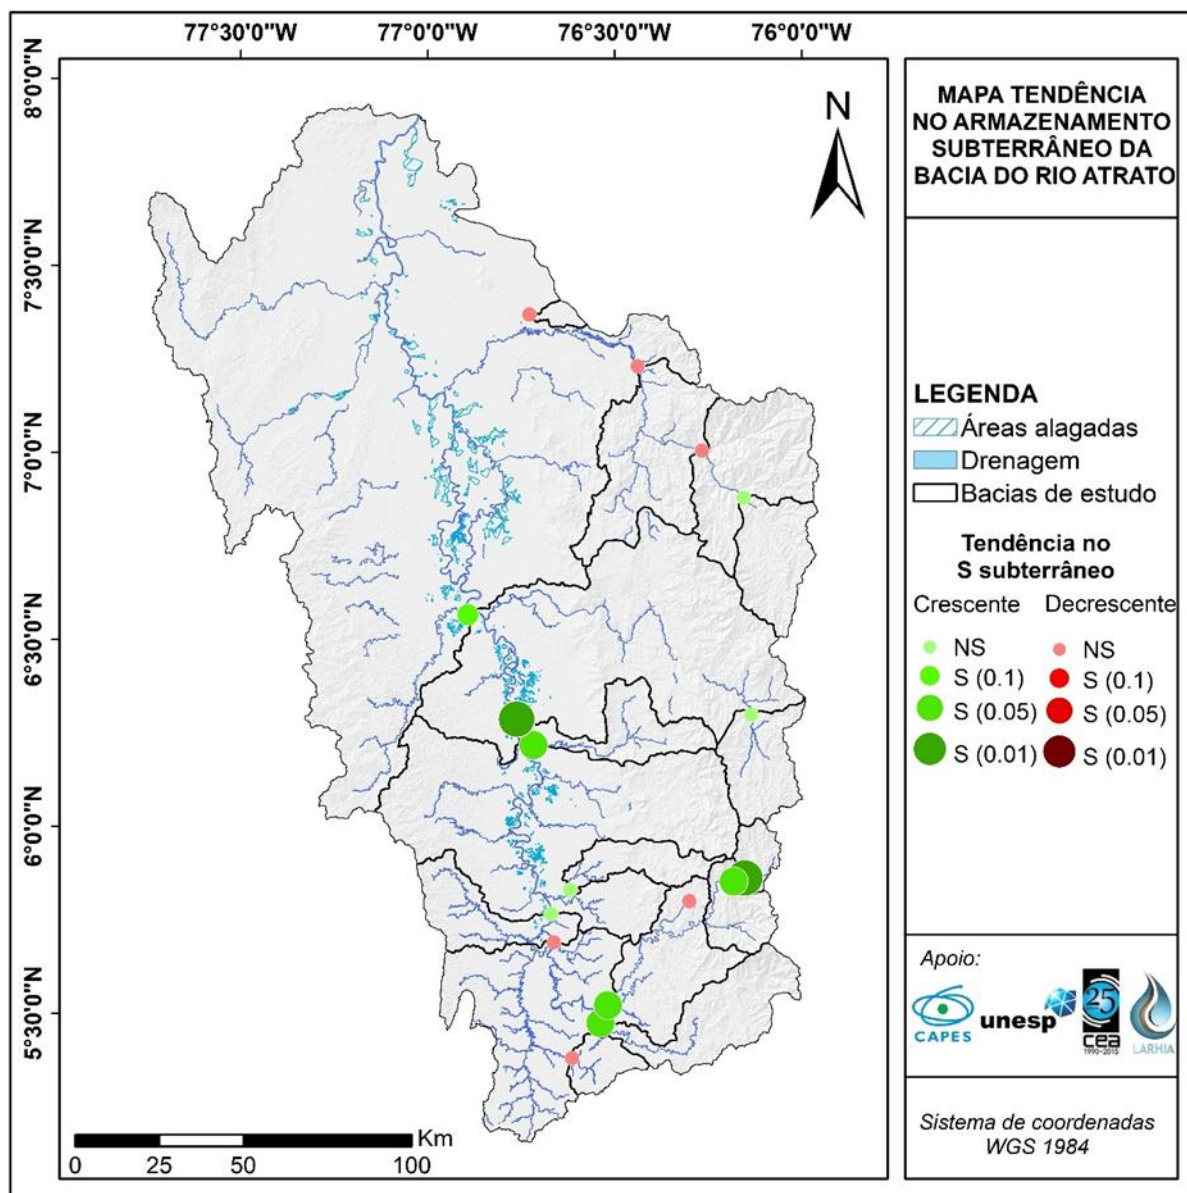 77°30'0"W 77°0'0"W 76°30'0"W 76°0'0"W
8°0'0"N
7°30'0"N
7°0'0"N
6°30'0"N
6°0'0"N
5°30'0"N
N
Km
0 25 50 100
MAPA TENDÊNCIA
NO ARMAZENAMENTO
SUBTERRÂNEO DA
BACIA DO RIO ATRATO
LEGENDA
Áreas alagadas
Drenagem
Bacias de estudo
Tendência no
S subterrâneo
Crescente Decrescente
NS NS
S (0.1) S (0.1)
S (0.05) S (0.05)
S (0.01) S (0.01)
Apoio:
CAPES
unesp
25
cea
1990-2015
LARHIA
Sistema de coordenadas
WGS 1984